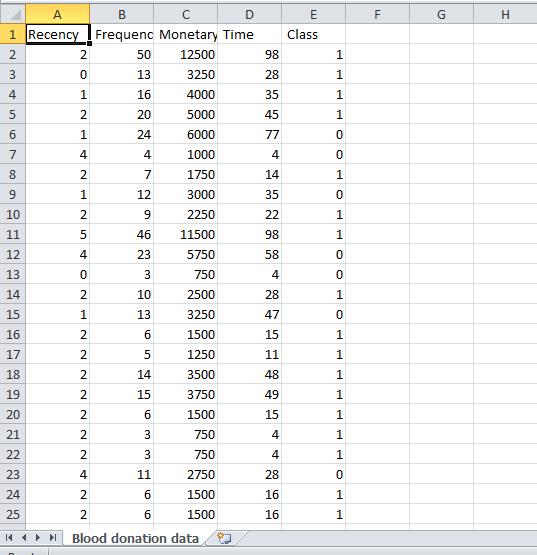 A B C D E F G H
1 Recency Frequenc Monetary Time Class
2 2 50 12500 98 1
3 0 13 3250 28 1
4 1 16 4000 35 1
5 2 20 5000 45 1
6 1 24 6000 77 0
7 4 4 1000 4 0
8 2 7 1750 14 1
9 1 12 3000 35 0
10 2 9 2250 22 1
11 5 46 11500 98 1
12 4 23 5750 58 0
13 0 3 750 4 0
14 2 10 2500 28 1
15 1 13 3250 47 0
16 2 6 1500 15 1
17 2 5 1250 11 1
18 2 14 3500 48 1
19 2 15 3750 49 1
20 2 6 1500 15 1
21 2 3 750 4 1
22 2 3 750 4 1
23 4 11 2750 28 0
24 2 6 1500 16 1
25 2 6 1500 16 1
Blood donation data